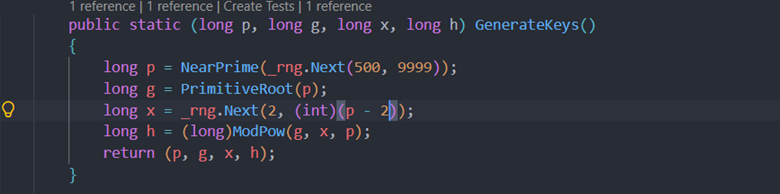 1 reference | 1 reference | Create Tests | 1 reference
public static (long p, long g, long x, long h) GenerateKeys()
{
    long p = NearPrime(_rng.Next(500, 9999));
    long g = PrimitiveRoot(p);
    long x = _rng.Next(2, (int)(p - 2));
    long h = (long)ModPow(g, x, p);
    return (p, g, x, h);
}